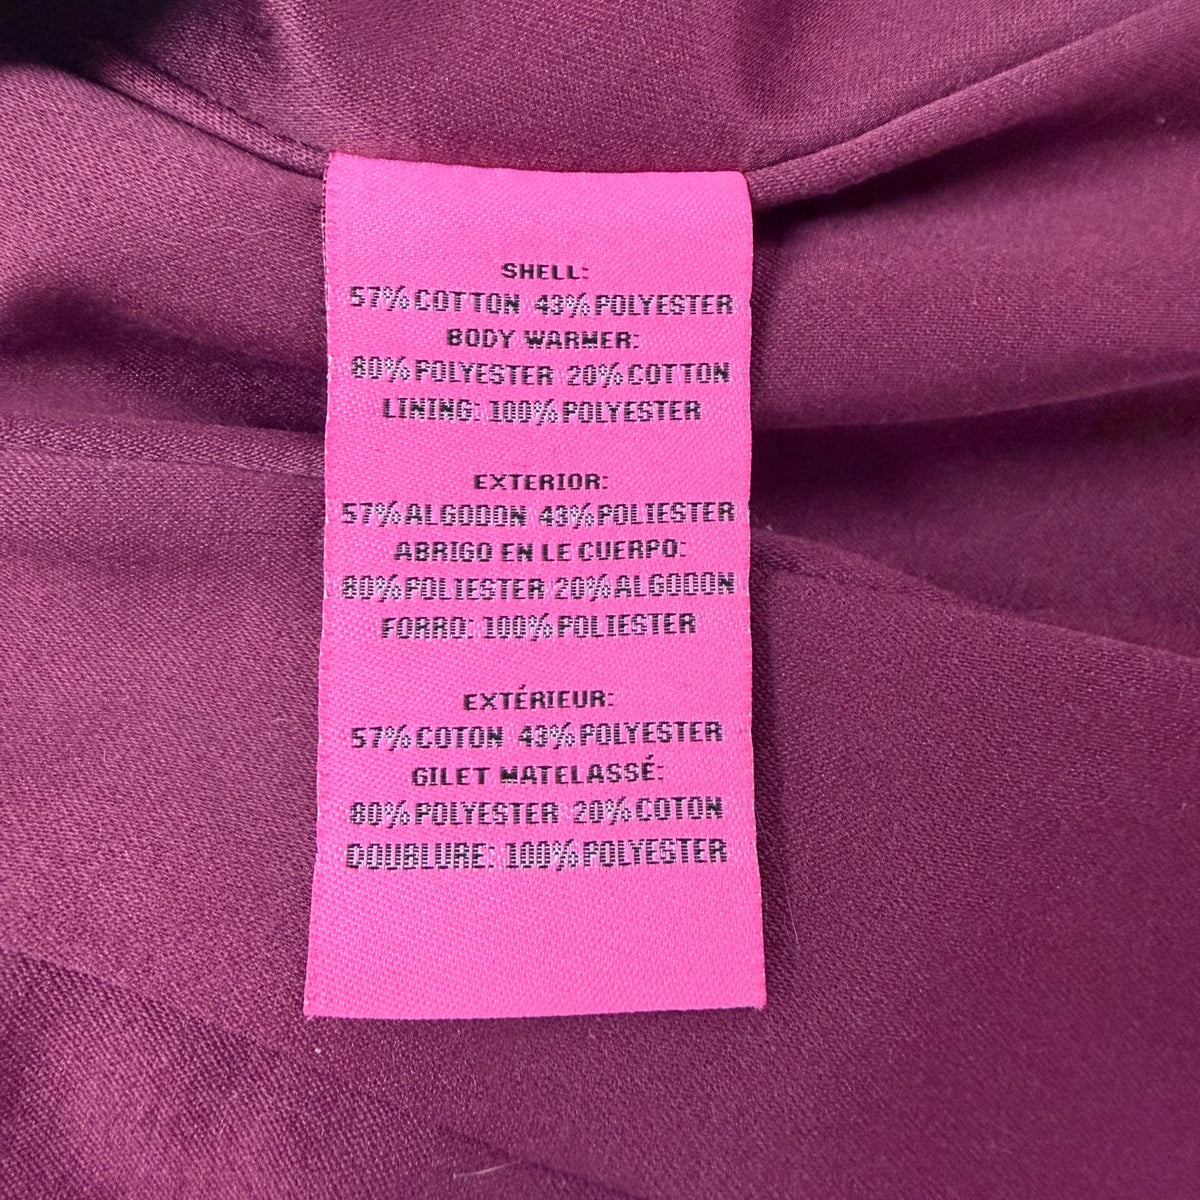 SHELL:
57% COTTON 43% POLYESTER
BODY WARMER:
80% POLYESTER 20% COTTON
LINING: 100% POLYESTER
EXTERIOR:
57% ALGODON 43% POLIESTER
ABRIGO EN LE CUERPO:
80% POLIESTER 20% ALGODON
FORRO: 100% POLIESTER
EXTÉRIEUR:
57% COTON 43% POLYESTER
GILET MATELASSÉ:
80% POLYESTER 20% COTON
DOUBLURE: 100% POLYESTER